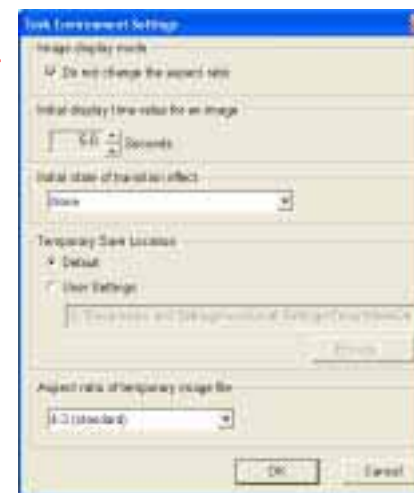 Task Environment Settings
Image display mode
Do not change the aspect ratio
Initial display time value for an image
5.0 Seconds
Initial state of transition effect
None
Temporary Save Location
Default
User Settings
Browse
Aspect ratio of temporary image file
4:3 (standard)
OK Cancel